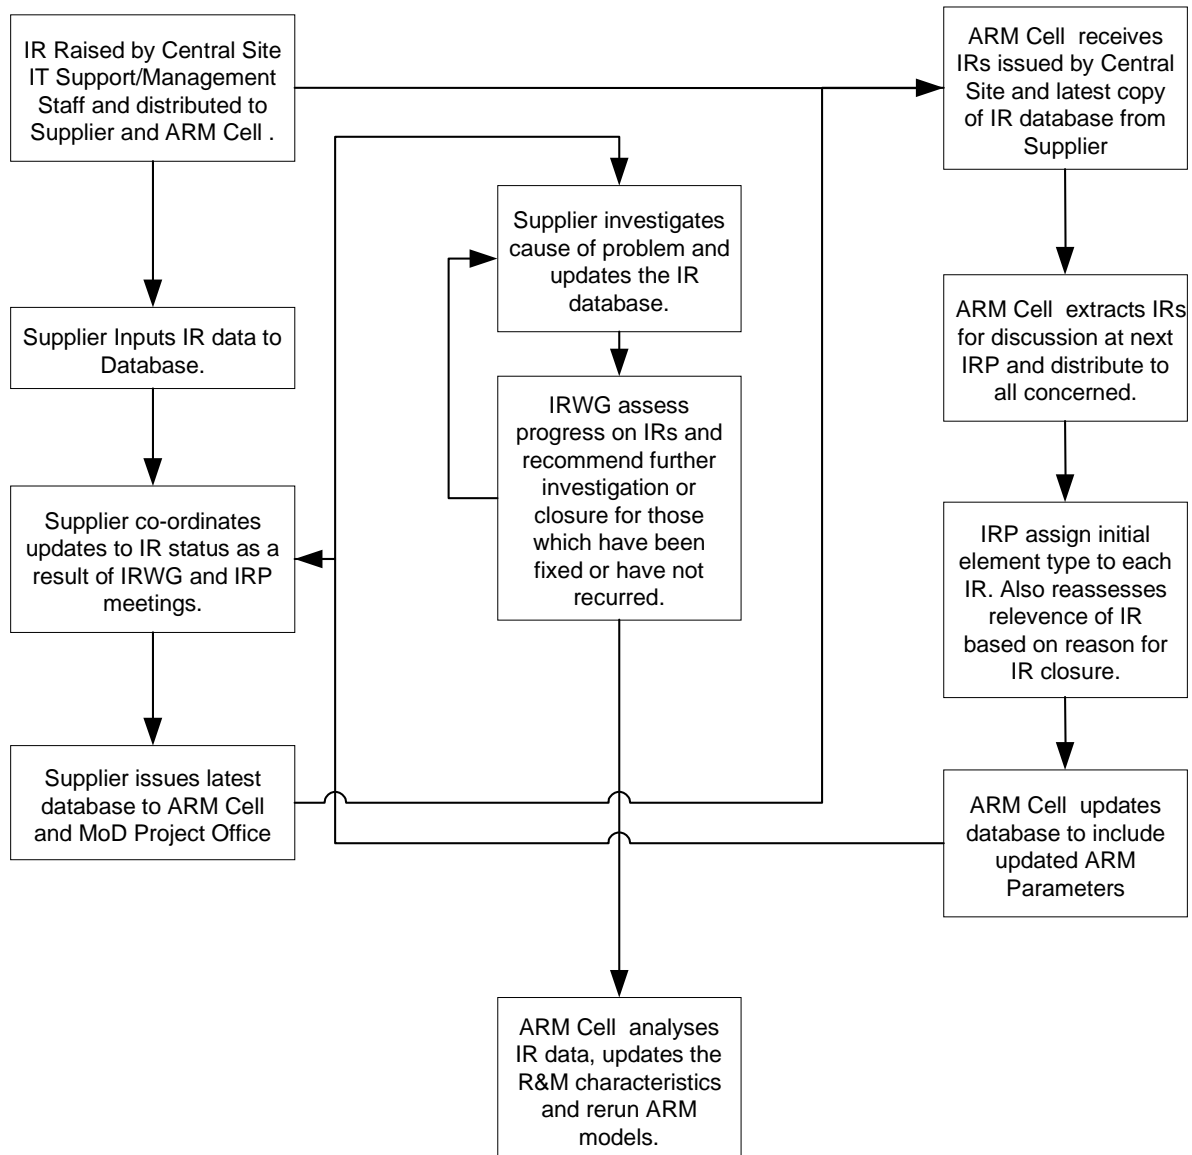 IR Raised by Central Site
IT Support/Management
Staff and distributed to
Supplier and ARM Cell .
Supplier Inputs IR data to
Database.
Supplier co-ordinates
updates to IR status as a
result of IRWG and IRP
meetings.
Supplier issues latest
database to ARM Cell
and MoD Project Office
Supplier investigates
cause of problem and
updates the IR
database.
IRWG assess
progress on IRs and
recommend further
investigation or
closure for those
which have been
fixed or have not
recurred.
ARM Cell  analyses
IR data, updates the
R&M characteristics
and rerun ARM
models.
ARM Cell  receives
IRs issued by Central
Site and latest copy
of IR database from
Supplier
ARM Cell  extracts IRs
for discussion at next
IRP and distribute to
all concerned.
IRP assign initial
element type to each
IR. Also reassesses
relevence of IR
based on reason for
IR closure.
ARM Cell  updates
database to include
updated ARM
Parameters